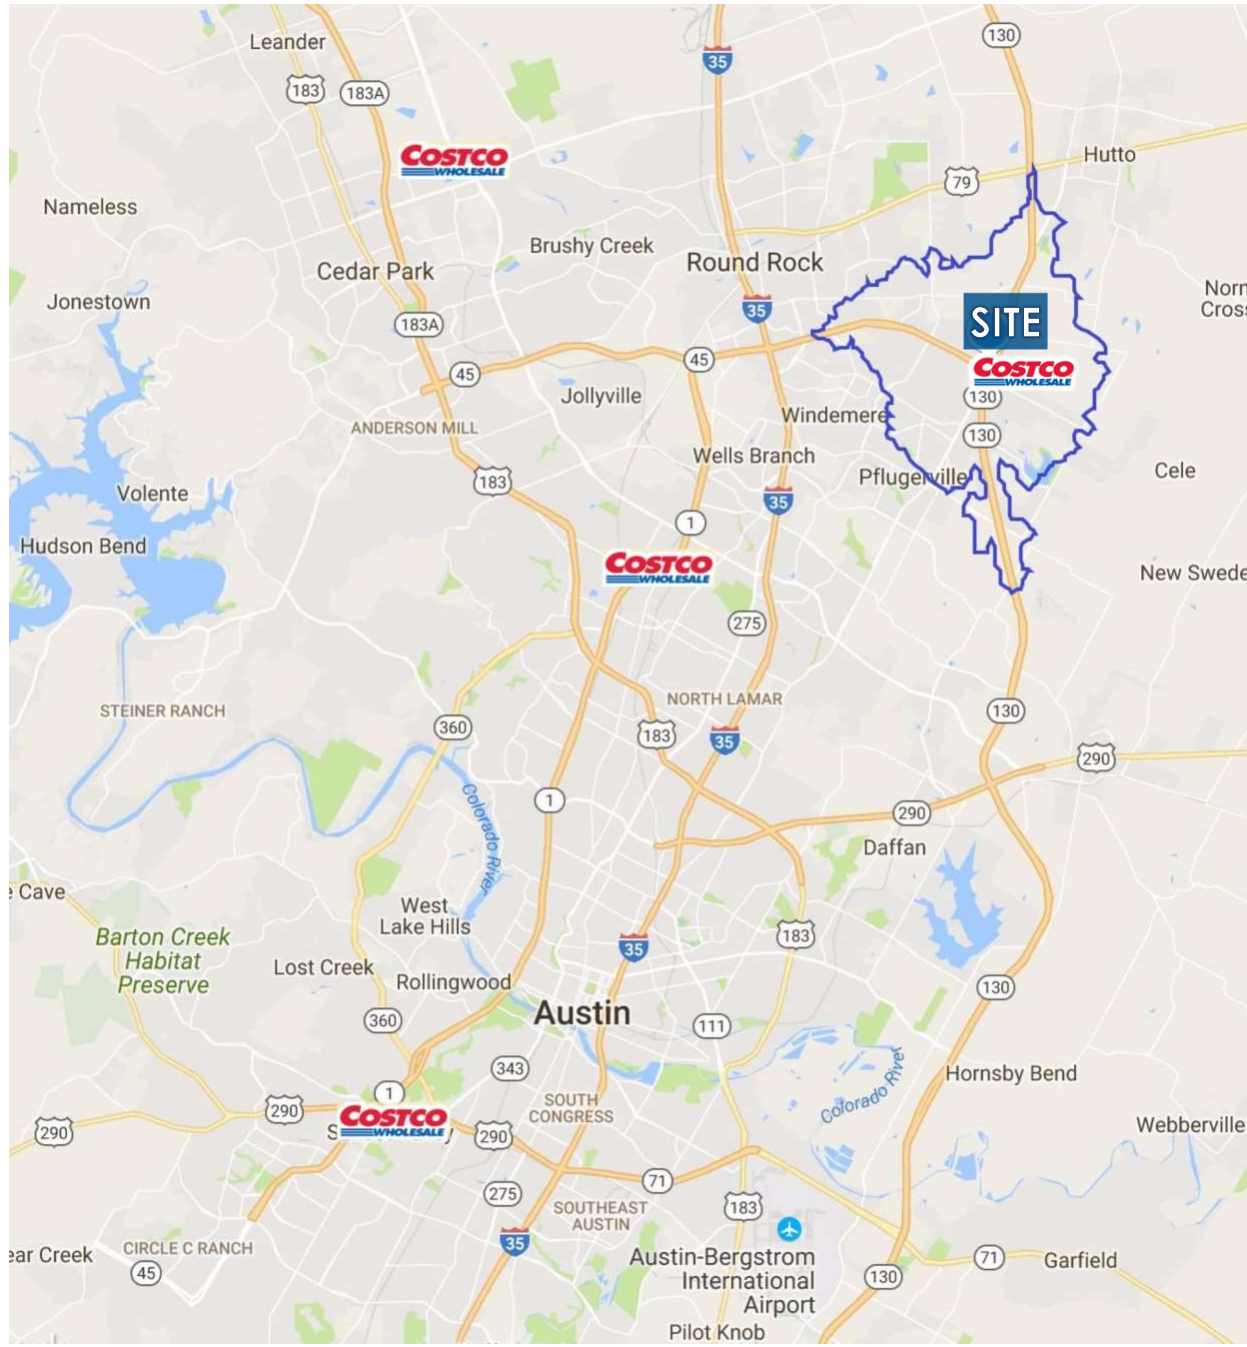 130
Leander
35
183
183A
COSTCO
WHOLESALE
Hutto
79
Nameless
Brushy Creek
Round Rock
Cedar Park
Jonestown
Norn
Cross
35
SITE
183A
45
45
COSTCO
WHOLESALE
130
Jollyville
Windemere
ANDERSON MILL
130
Wells Branch
Pflugerville
Cele
183
Volente
35
1
Hudson Bend
COSTCO
WHOLESALE
New Swede
275
NORTH LAMAR
STEINER RANCH
130
360
183
35
290
Colorado River
1
290
Daffan
e Cave
West
Lake Hills
183
Barton Creek
Habitat
Preserve
35
Lost Creek
Rollingwood
130
Austin
360
111
343
Colorado River
Hornsby Bend
1
SOUTH
CONGRESS
290
COSTCO
WHOLESALE
y
290
290
Webberville
71
275
SOUTHEAST
AUSTIN
183
35
ear Creek
CIRCLE C RANCH
45
Austin-Bergstrom
International
Airport
71
Garfield
130
Pilot Knob